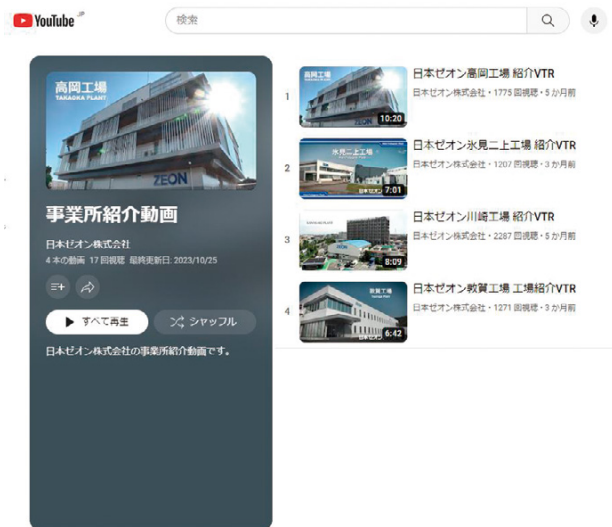 YouTube JP
検索
高岡工場
TAKAOKA PLANT
ZEON
事業所紹介動画
日本ゼオン株式会社
4 本の動画 17 回視聴 最終更新日: 2023/10/25
すべて再生
シャッフル
日本ゼオン株式会社の事業所紹介動画です。
1
高岡工場
10:20
日本ゼオン高岡工場 紹介VTR
日本ゼオン株式会社・1775 回視聴・5 か月前
2
氷見二上工場
日本ゼオン
7:01
日本ゼオン氷見二上工場 紹介VTR
日本ゼオン株式会社・1207 回視聴・3 か月前
3
ZEON
8:09
日本ゼオン川崎工場 紹介VTR
日本ゼオン株式会社・2287 回視聴・5 か月前
4
敦賀工場
日本ゼオン
6:42
日本ゼオン敦賀工場 工場紹介VTR
日本ゼオン株式会社・1271 回視聴・3 か月前